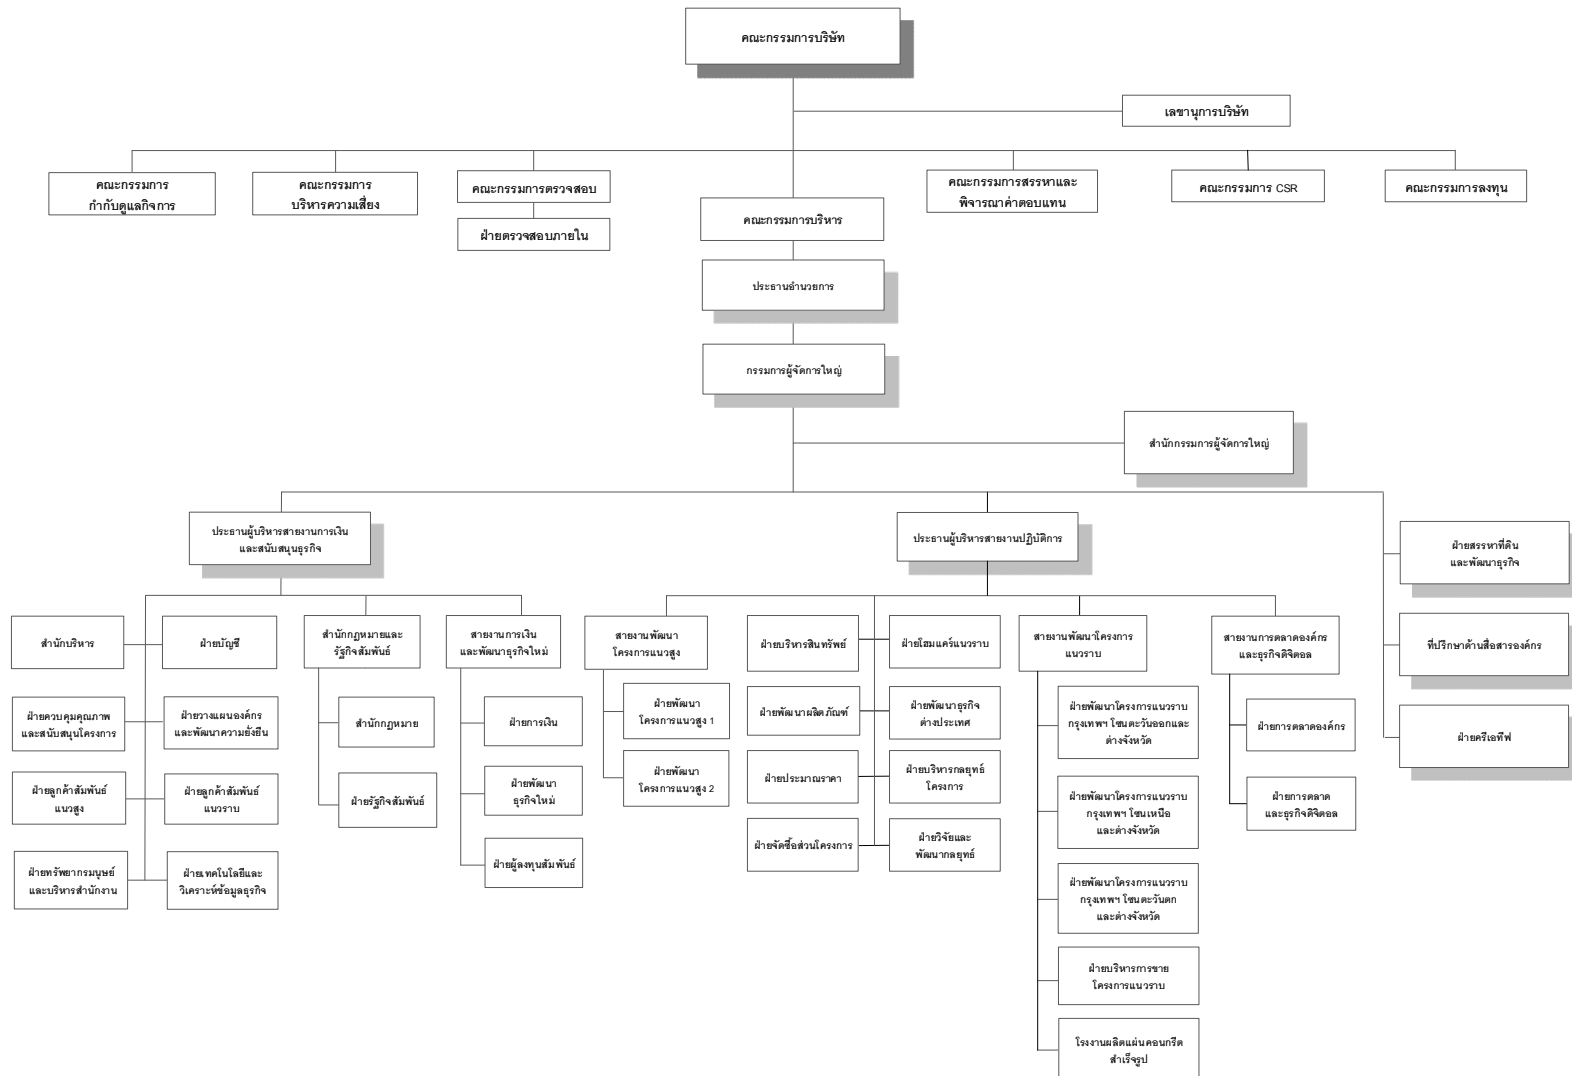 คณะกรรมการบริษัท
เลขานุการบริษัท
คณะกรรมการ
กำกับดูแลกิจการ
คณะกรรมการ
บริหารความเสี่ยง
คณะกรรมการตรวจสอบ
ฝ่ายตรวจสอบภายใน
คณะกรรมการบริหาร
คณะกรรมการสรรหาและ
พิจารณาค่าตอบแทน
คณะกรรมการ CSR
คณะกรรมการลงทุน
ประธานอำนวยการ
กรรมการผู้จัดการใหญ่
สำนักกรรมการผู้จัดการใหญ่
ประธานผู้บริหารสายงานการเงิน
และสนับสนุนธุรกิจ
ประธานผู้บริหารสายงานปฏิบัติการ
ฝ่ายสรรหาที่ดิน
และพัฒนาธุรกิจ
ที่ปรึกษาด้านสื่อสารองค์กร
ฝ่ายครีเอทีฟ
สำนักบริหาร
ฝ่ายบัญชี
ฝ่ายควบคุมคุณภาพ
และสนับสนุนโครงการ
ฝ่ายวางแผนองค์กร
และพัฒนาความยั่งยืน
ฝ่ายลูกค้าสัมพันธ์
แนวสูง
ฝ่ายลูกค้าสัมพันธ์
แนวราบ
ฝ่ายทรัพยากรมนุษย์
และบริหารสำนักงาน
ฝ่ายเทคโนโลยีและ
วิเคราะห์ข้อมูลธุรกิจ
สำนักกฎหมายและ
รัฐกิจสัมพันธ์
สำนักกฎหมาย
ฝ่ายรัฐกิจสัมพันธ์
สายงานการเงิน
และพัฒนาธุรกิจใหม่
ฝ่ายการเงิน
ฝ่ายพัฒนา
ธุรกิจใหม่
ฝ่ายผู้ลงทุนสัมพันธ์
สายงานพัฒนา
โครงการแนวสูง
ฝ่ายพัฒนา
โครงการแนวสูง 1
ฝ่ายพัฒนา
โครงการแนวสูง 2
ฝ่ายบริหารสินทรัพย์
ฝ่ายโฮมแคร์แนวราบ
ฝ่ายพัฒนาผลิตภัณฑ์
ฝ่ายพัฒนาธุรกิจ
ต่างประเทศ
ฝ่ายประมาณราคา
ฝ่ายบริหารกลยุทธ์
โครงการ
ฝ่ายจัดซื้อส่วนโครงการ
ฝ่ายวิจัยและ
พัฒนากลยุทธ์
สายงานพัฒนาโครงการ
แนวราบ
ฝ่ายพัฒนาโครงการแนวราบ
กรุงเทพฯ โซนตะวันออกและ
ต่างจังหวัด
ฝ่ายพัฒนาโครงการแนวราบ
กรุงเทพฯ โซนเหนือ
และต่างจังหวัด
ฝ่ายพัฒนาโครงการแนวราบ
กรุงเทพฯ โซนตะวันตก
และต่างจังหวัด
ฝ่ายบริหารการขาย
โครงการแนวราบ
โรงงานผลิตแผ่นคอนกรีต
สำเร็จรูป
สายงานการตลาดองค์กร
และธุรกิจดิจิตอล
ฝ่ายการตลาดองค์กร
ฝ่ายการตลาด
และธุรกิจดิจิตอล